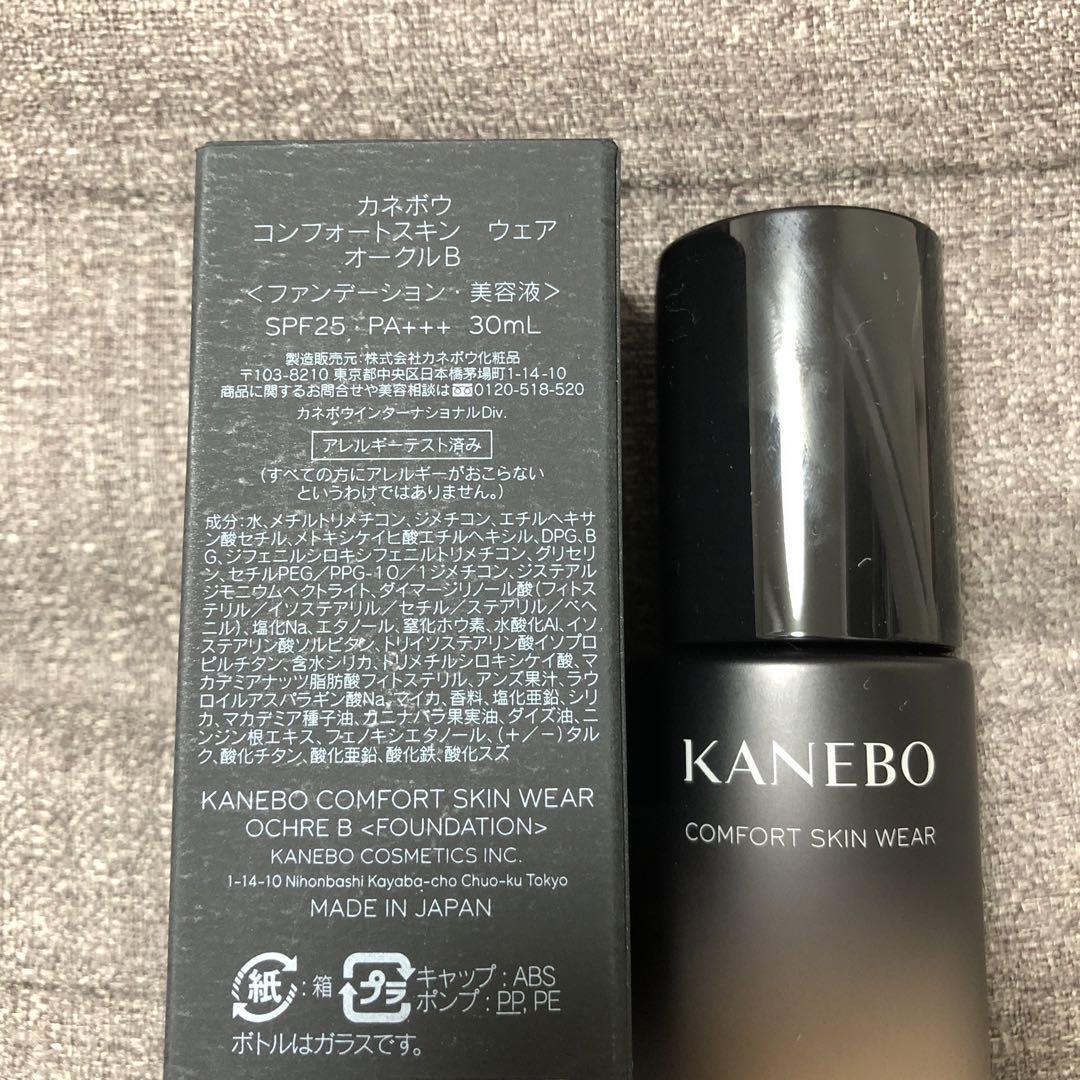 カネボウ
コンフォートスキン　ウェア
オークルB
＜ファンデーション・美容液＞
SPF25・PA+++　30mL
製造販売元:株式会社カネボウ化粧品
〒103-8210 東京都中央区日本橋茅場町1-14-10
商品に関するお問合せや美容相談は 0120-518-520
カネボウインターナショナルDiv.
アレルギーテスト済み
(すべての方にアレルギーがおこらない
というわけではありません。)
成分:水、メチルトリメチコン、ジメチコン、エチルヘキサ
ン酸セチル、メトキシケイヒ酸エチルヘキシル、DPG、B
G、ジフェニルシロキシフェニルトリメチコン、グリセリ
ン、セチルPEG/PPG-10/1ジメチコン、ジステアル
ジモニウムヘクトライト、ダイマージリノール酸(フィトス
テリル/イソステアリル/セチル/ステアリル/ベヘ
ニル)、塩化Na、エタノール、窒化ホウ素、水酸化Al、イソ
ステアリン酸ソルビタン、トリイソステアリン酸イソプロ
ピルチタン、含水シリカ、トリメチルシロキシケイ酸、マ
カデミアナッツ脂肪酸フィトステリル、アンズ果汁、ラウ
ロイルアスパラギン酸Na、マイカ、香料、塩化亜鉛、シリ
カ、マカデミア種子油、カニナバラ果実油、ダイズ油、ニ
ンジン根エキス、フェノキシエタノール、(+/-)タル
ク、酸化チタン、酸化亜鉛、酸化鉄、酸化スズ
KANEBO COMFORT SKIN WEAR
OCHRE B <FOUNDATION>
KANEBO COSMETICS INC.
1-14-10 Nihonbashi Kayaba-cho Chuo-ku Tokyo
MADE IN JAPAN
紙:箱
プラ キャップ:ABS
ポンプ:PP, PE
ボトルはガラスです。
KANEBO
COMFORT SKIN WEAR